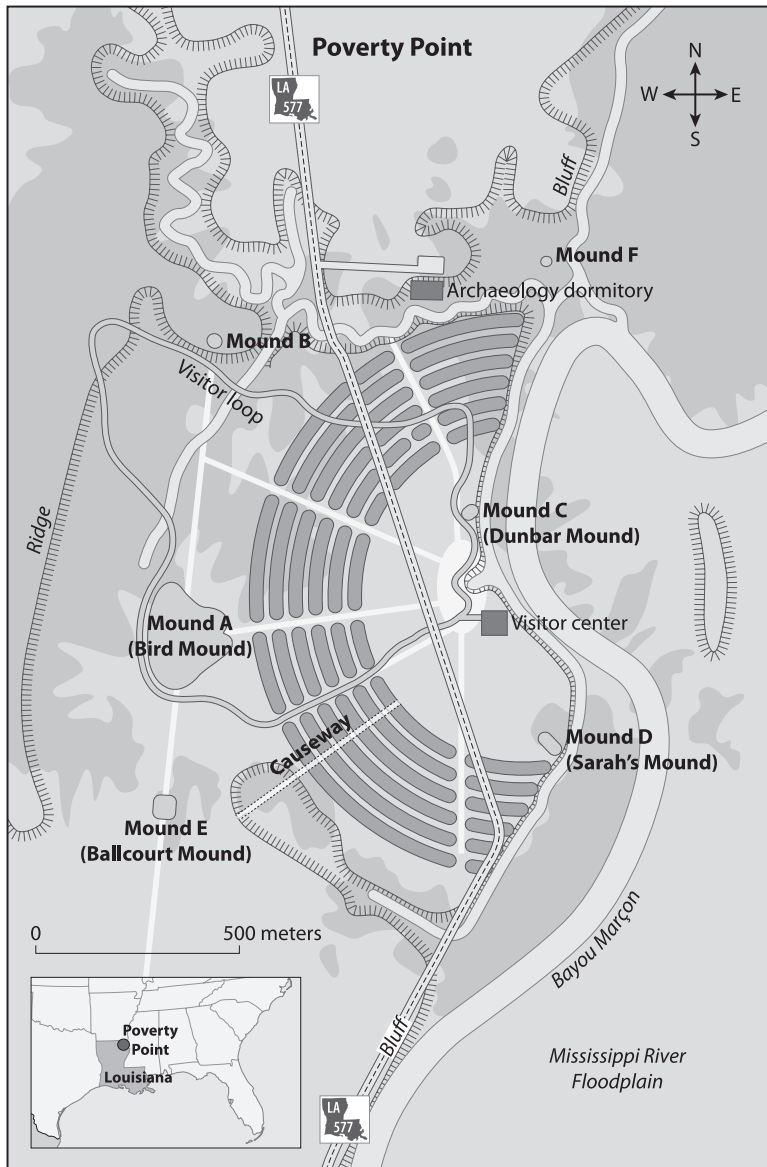 Poverty Point
LA
577
N
W
E
S
Bluff
Mound F
Archaeology dormitory
Mound B
Visitor loop
Ridge
Mound C
(Dunbar Mound)
Mound A
(Bird Mound)
Visitor center
Causeway
Mound D
(Sarah's Mound)
Mound E
(Ballcourt Mound)
0
500 meters
Bayou Marçon
Bluff
Poverty
Point
Louisiana
Mississippi River
Floodplain
LA
577